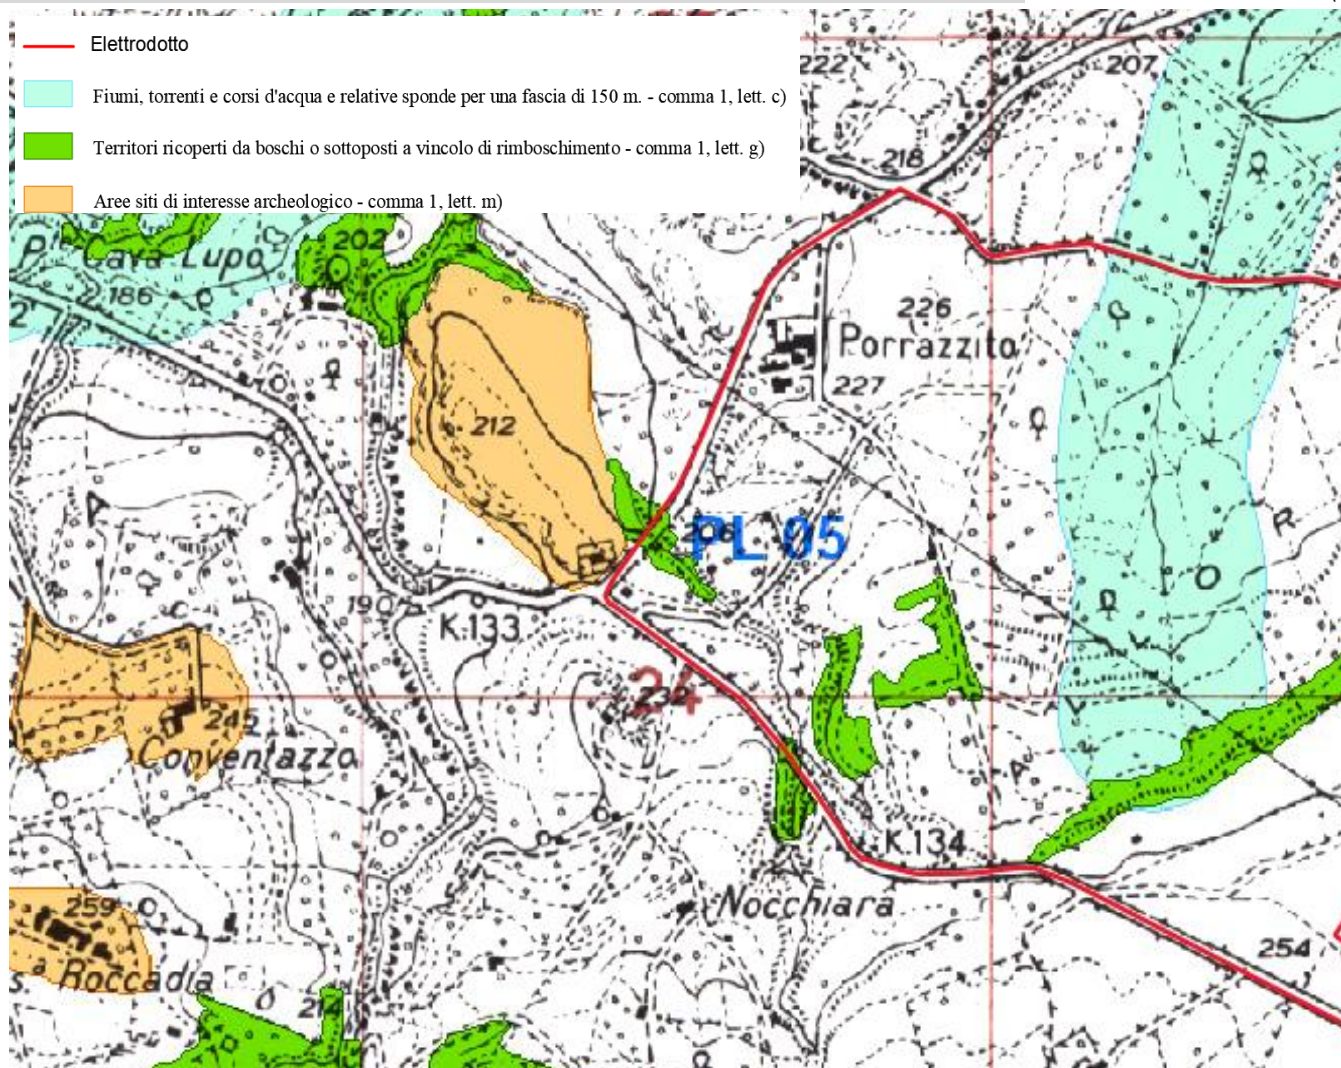 Elettrodotto
Fiumi, torrenti e corsi d'acqua e relative sponde per una fascia di 150 m. - comma 1, lett. c)
Territori ricoperti da boschi o sottoposti a vincolo di rimboschimento - comma 1, lett. g)
Aree siti di interesse archeologico - comma 1, lett. m)
222
207
218
202
Cava Lupo
186
226
Porrazzito
227
212
PL 05
R
O
190
K.133
24
232
L
245
Conventazzo
A
K.134
259
Nocchiara
254
Roccadia
214